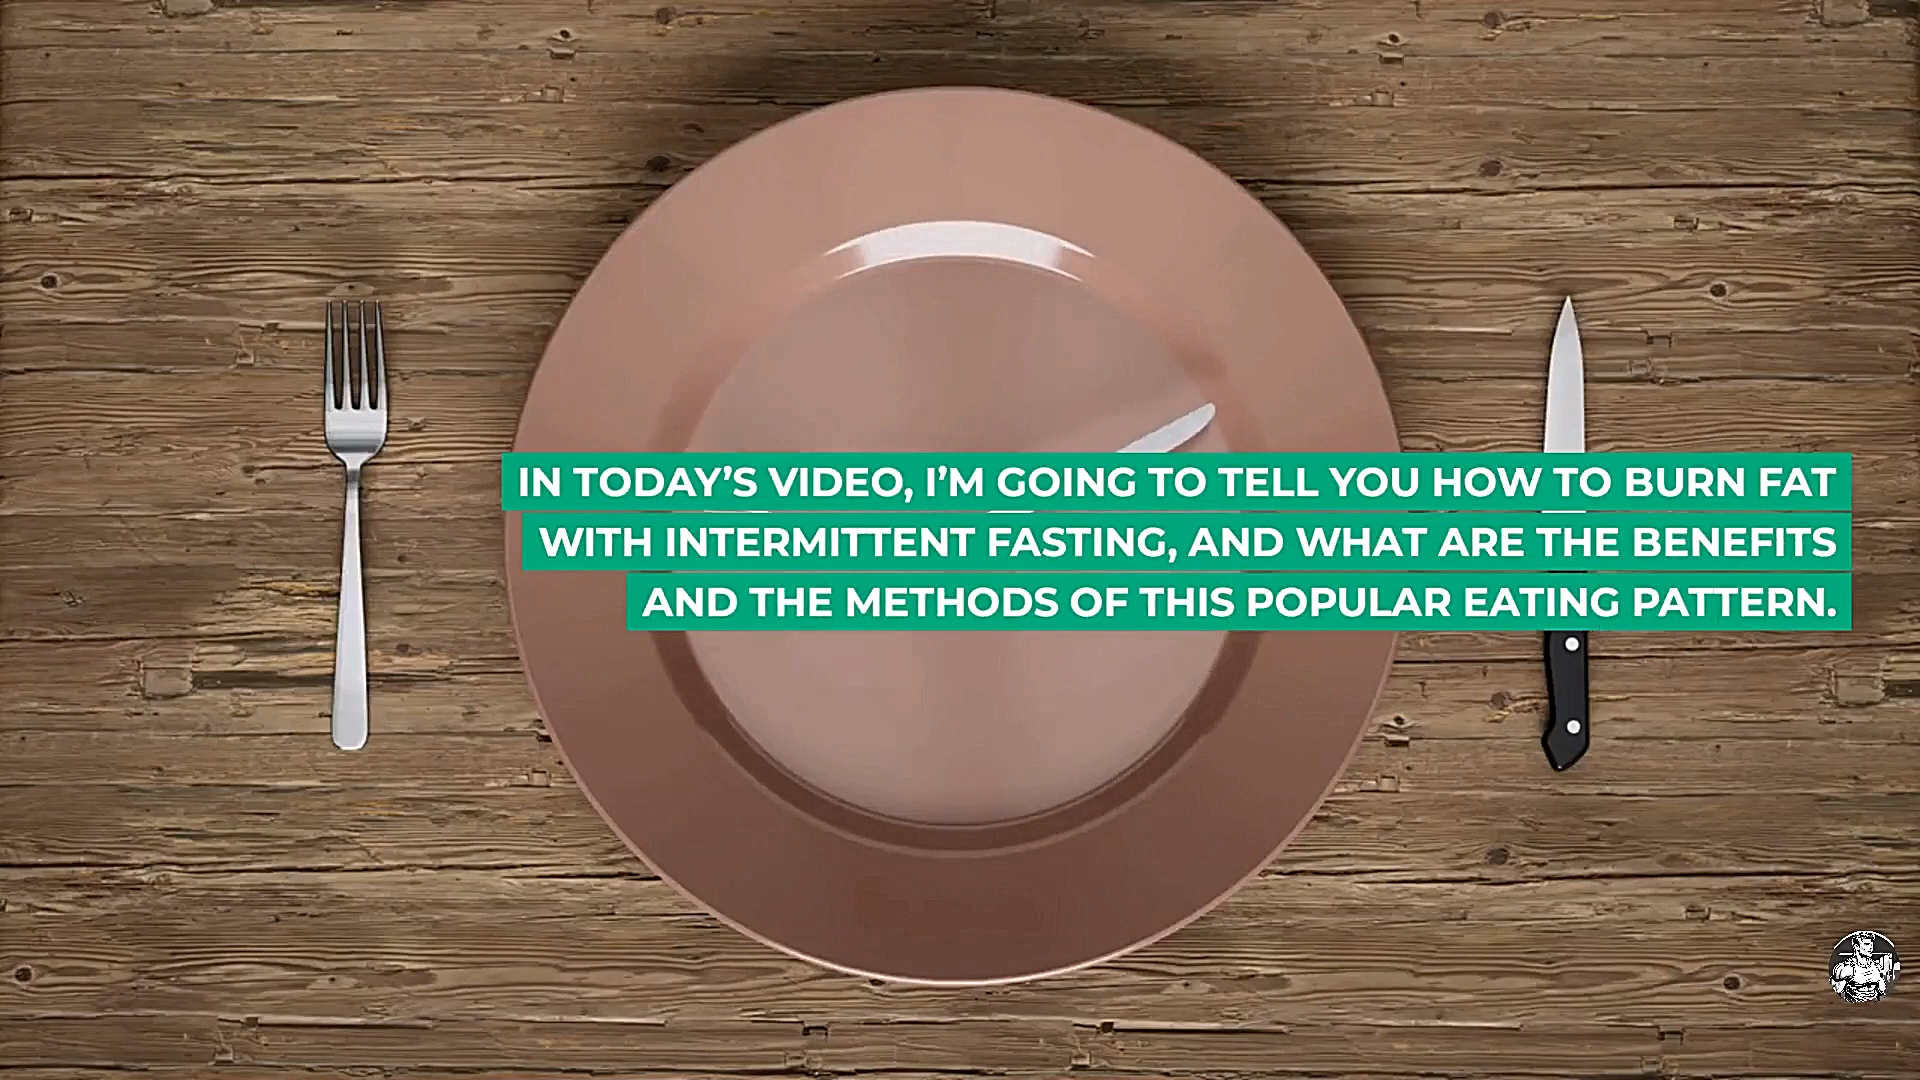 IN TODAY’S VIDEO, I’M GOING TO TELL YOU HOW TO BURN FAT
WITH INTERMITTENT FASTING, AND WHAT ARE THE BENEFITS
AND THE METHODS OF THIS POPULAR EATING PATTERN.